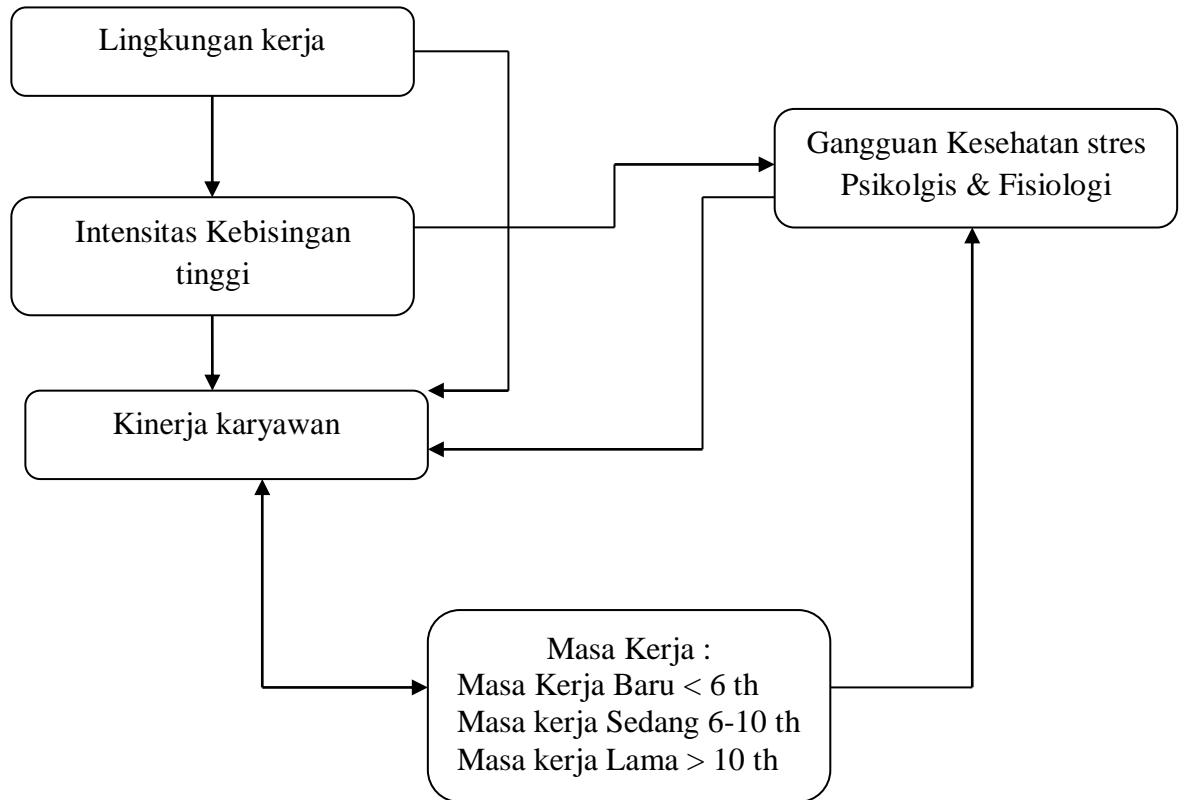 Lingkungan kerja
Gangguan Kesehatan stres
Psikolgis & Fisiologi
Intensitas Kebisingan
tinggi
Kinerja karyawan
Masa Kerja :
Masa Kerja Baru < 6 th
Masa kerja Sedang 6-10 th
Masa kerja Lama > 10 th